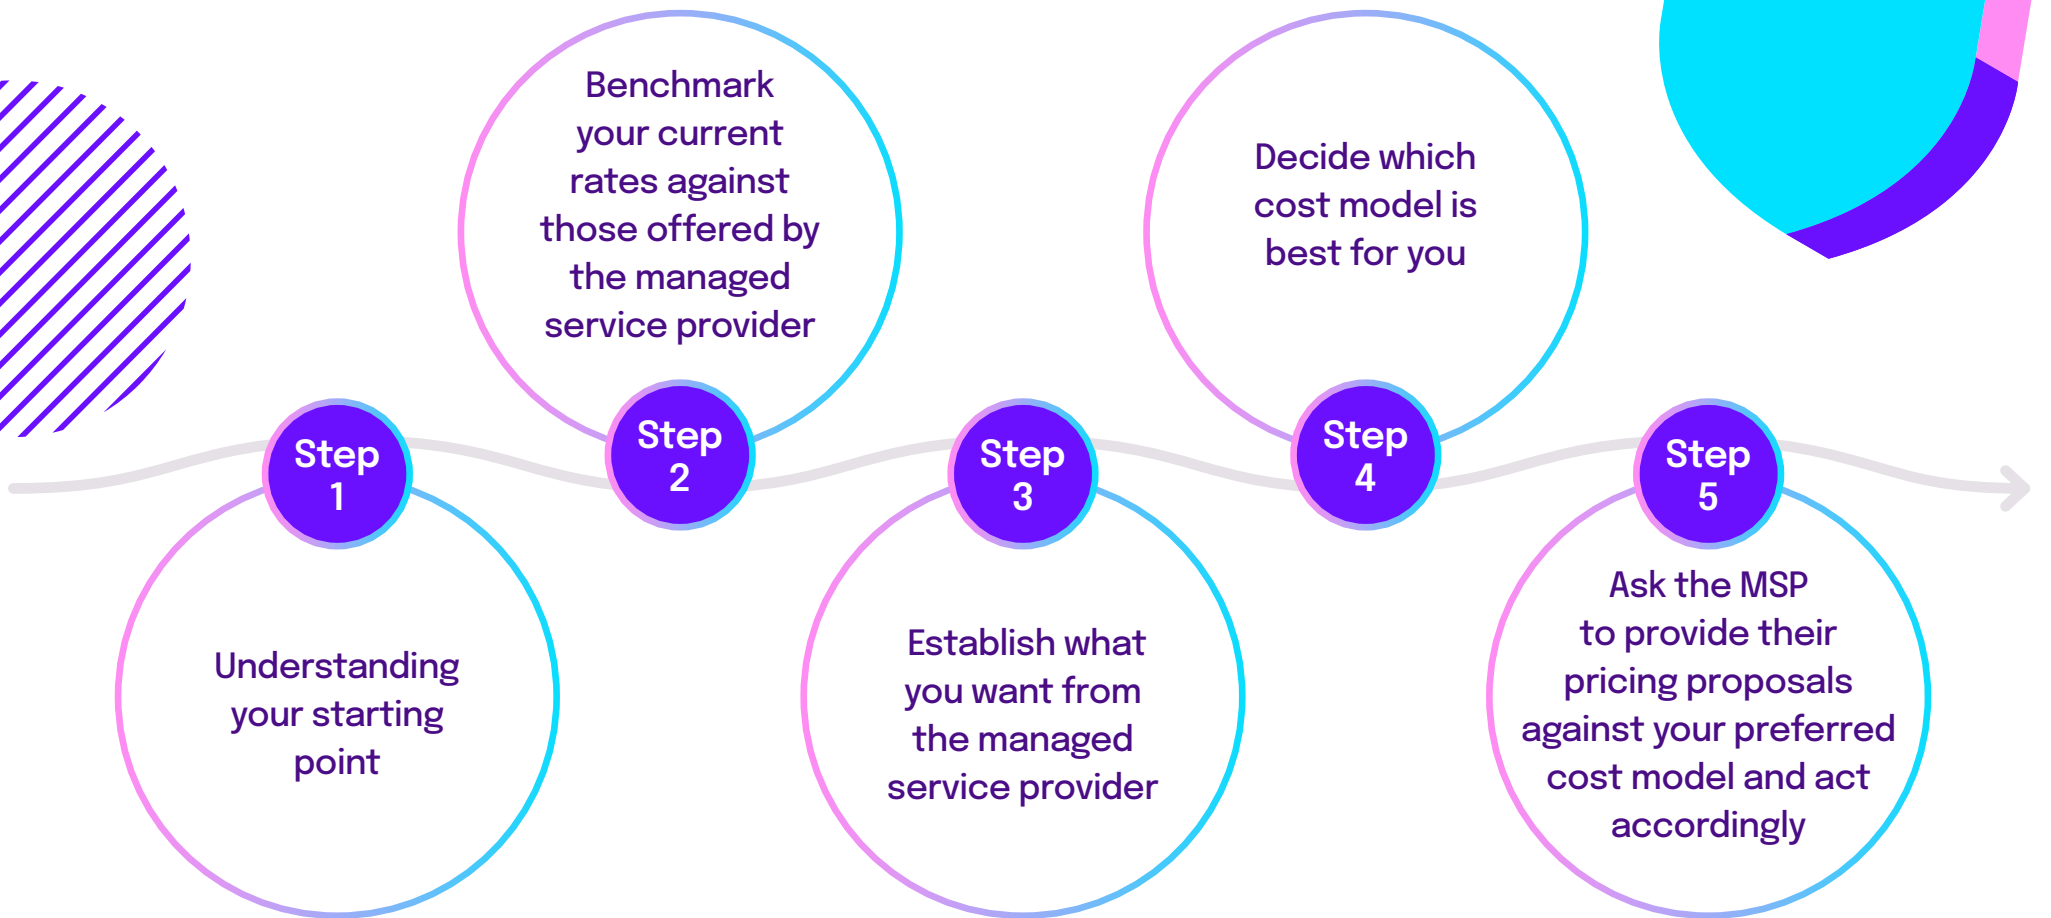 Step
1
Understanding
your starting
point
Benchmark
your current
rates against
those offered by
the managed
service provider
Step
2
Step
3
Establish what
you want from
the managed
service provider
Decide which
cost model is
best for you
Step
4
Step
5
Ask the MSP
to provide their
pricing proposals
against your preferred
cost model and act
accordingly